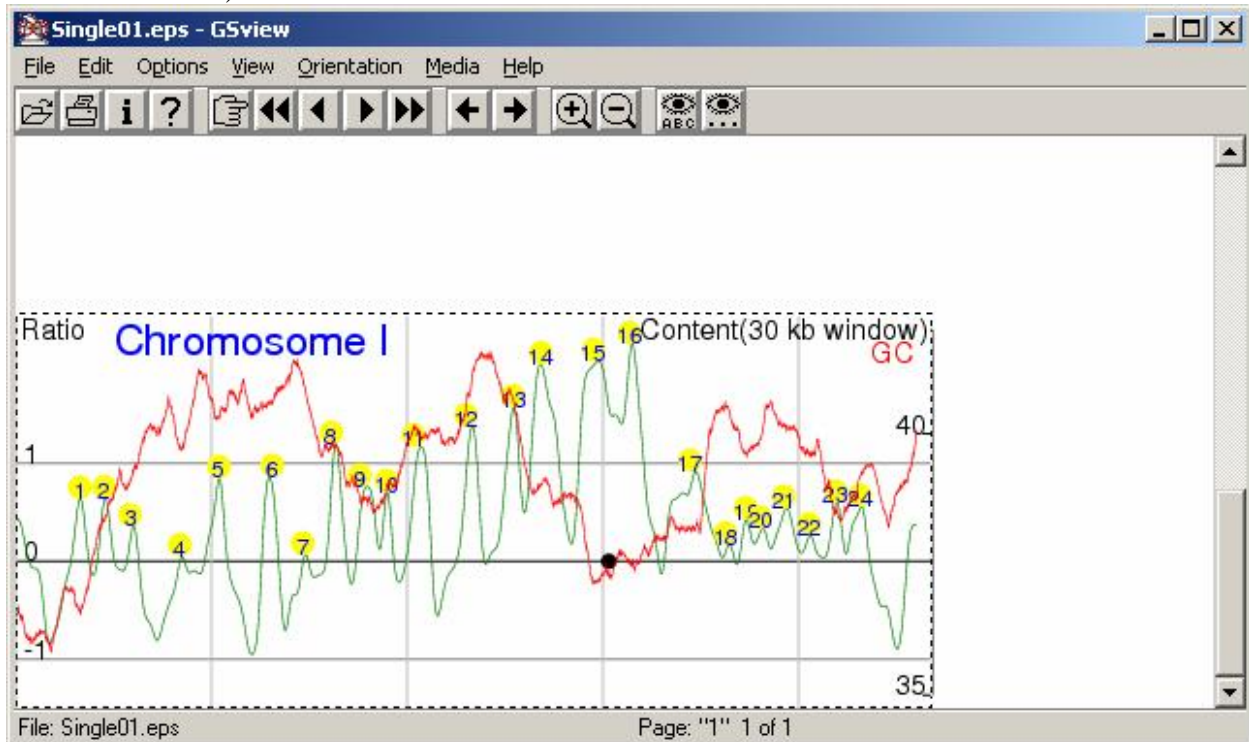 Single01.eps - GSview
File Edit Options View Orientation Media Help
i ? ABC
Ratio Chromosome I Content(30 kb window)
GC
16
14 15
13
12
8 11 40
1 17
5 6
9
10
1 2 23 24
21
3 19
20
22
18
4 7
0
-1
35
File: Single01.eps Page: "1" 1 of 1